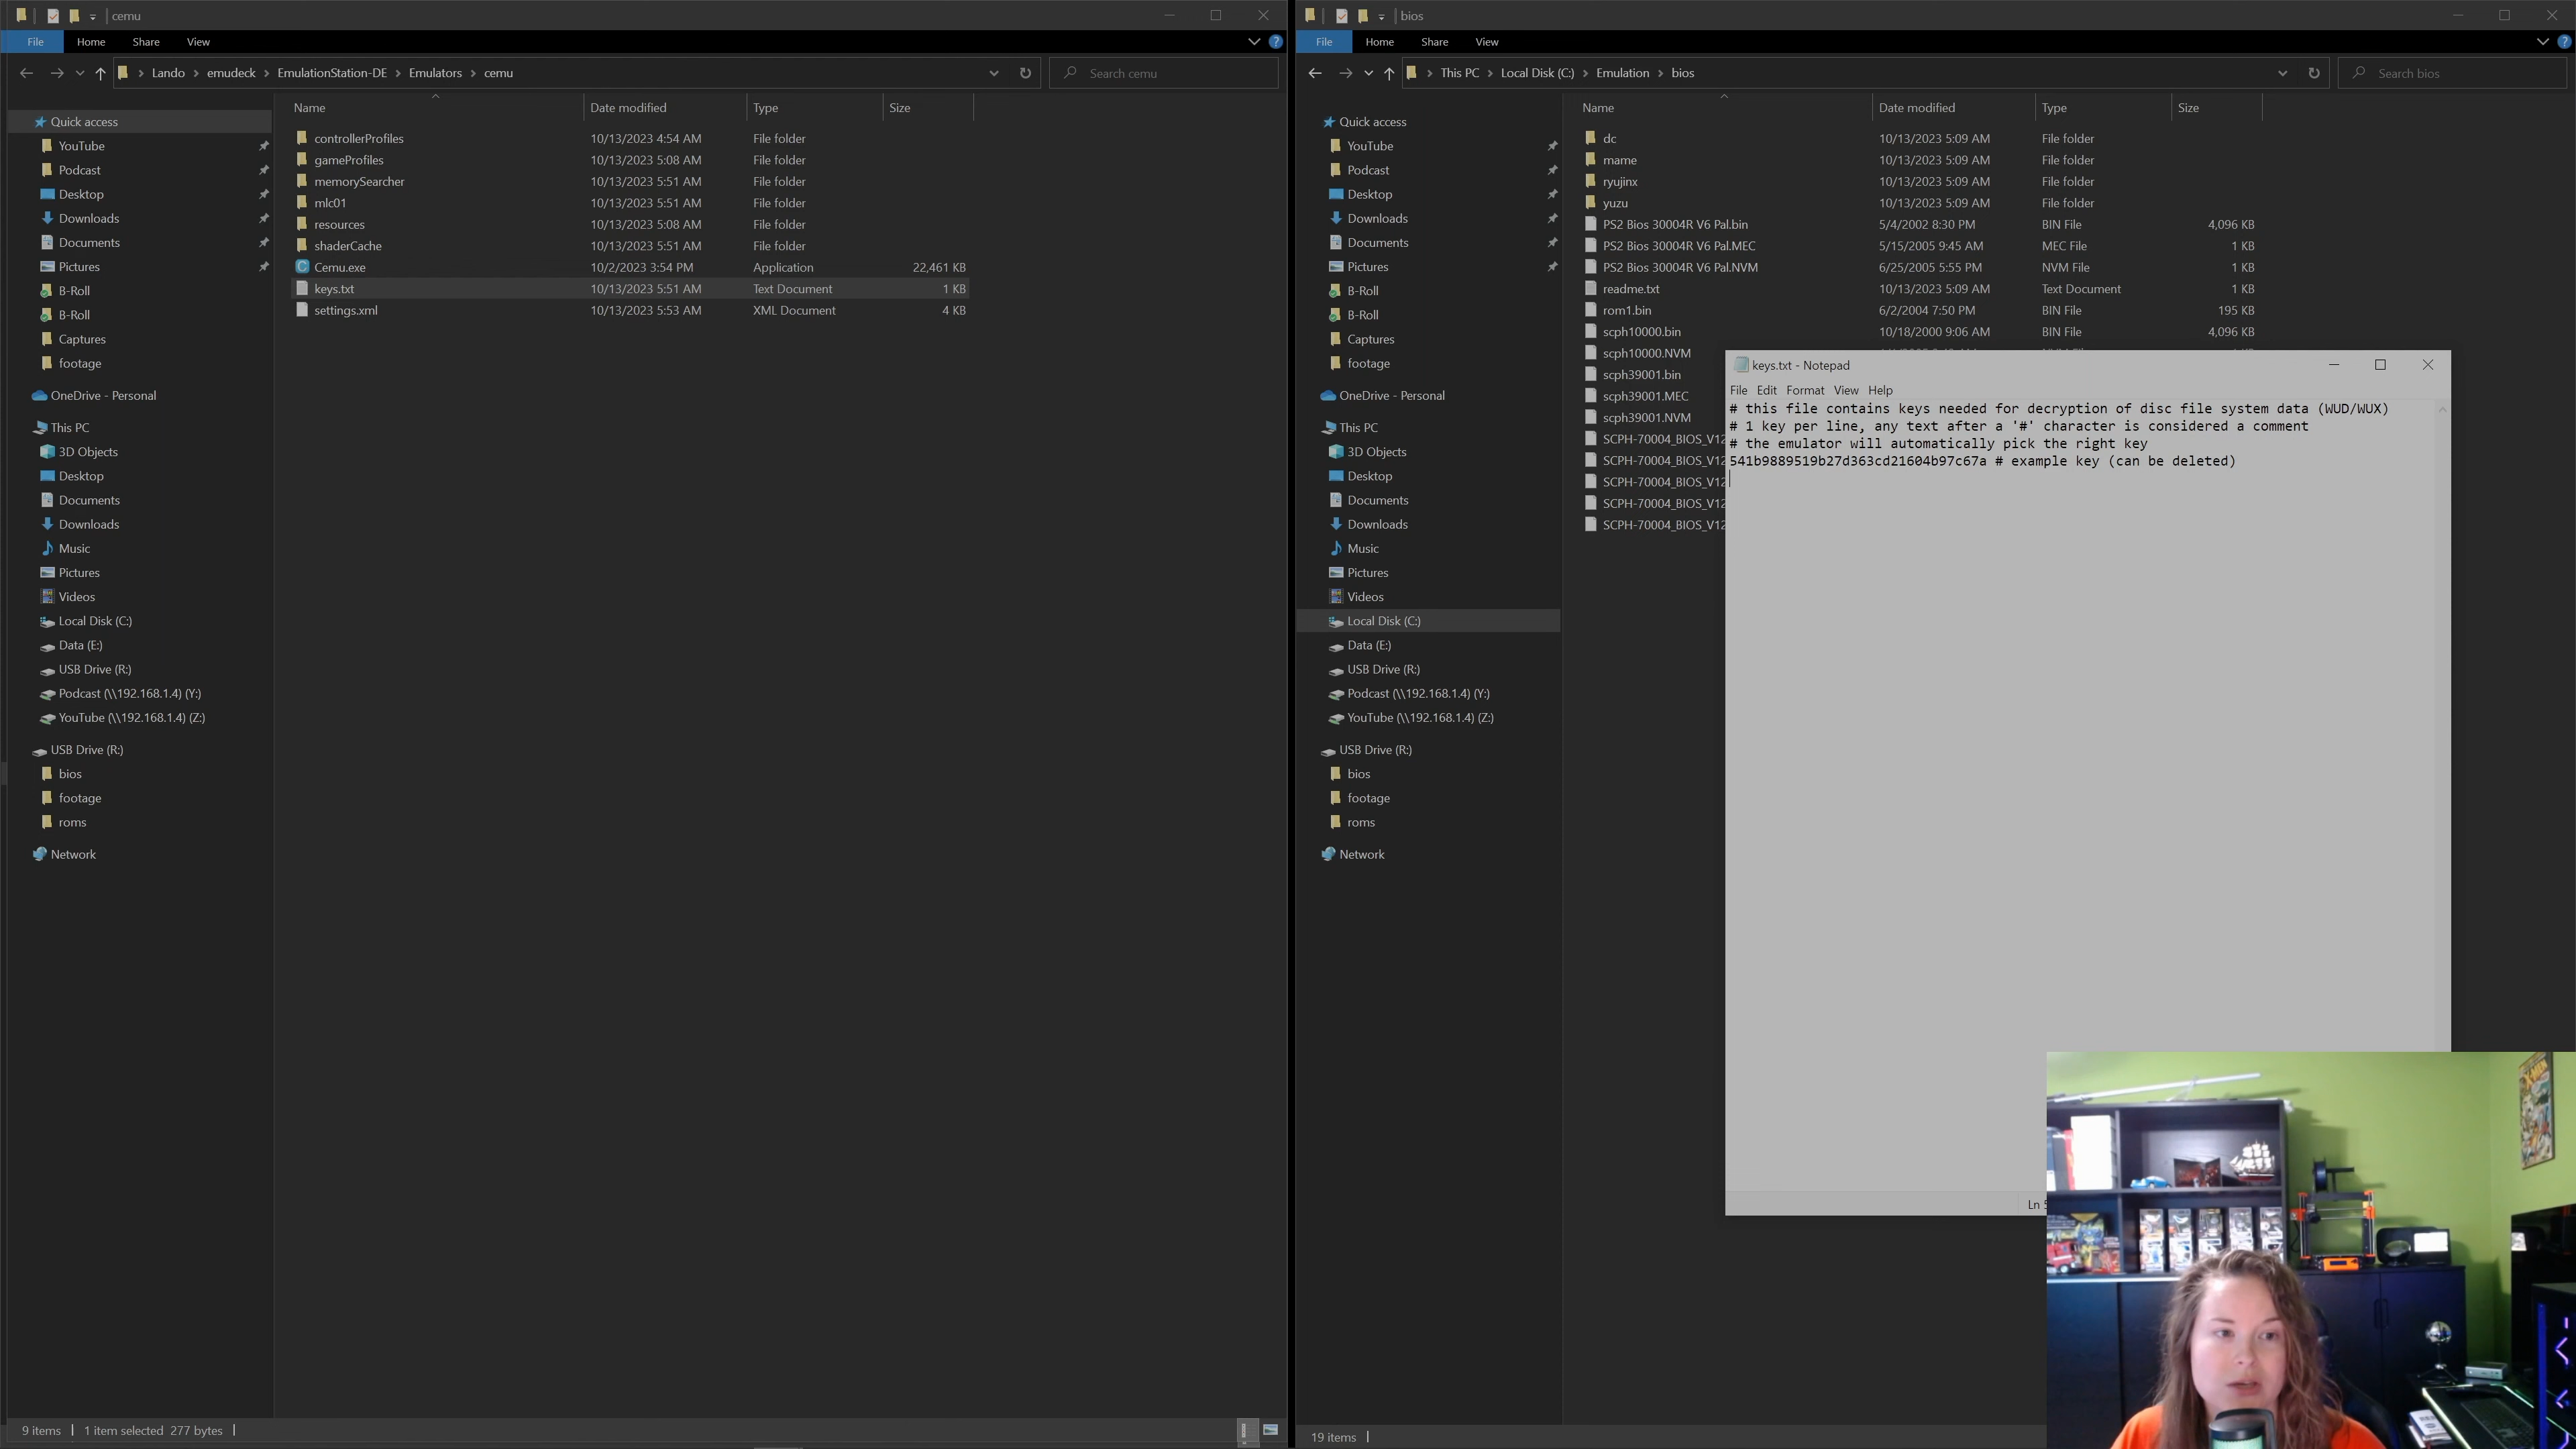 cemu
File Home Share View
Lando emudeck EmulationStation-DE Emulators cemu
Search cemu
Name Date modified Type Size
Quick access
YouTube
Podcast
Desktop
Downloads
Documents
Pictures
B-Roll
B-Roll
Captures
footage
OneDrive - Personal
This PC
3D Objects
Desktop
Documents
Downloads
Music
Pictures
Videos
Local Disk (C:)
Data (E:)
USB Drive (R:)
Podcast (\\192.168.1.4) (Y:)
YouTube (\\192.168.1.4) (Z:)
USB Drive (R:)
bios
footage
roms
Network
controllerProfiles 10/13/2023 4:54 AM File folder
gameProfiles 10/13/2023 5:08 AM File folder
memorySearcher 10/13/2023 5:51 AM File folder
mlc01 10/13/2023 5:51 AM File folder
resources 10/13/2023 5:08 AM File folder
shaderCache 10/13/2023 5:51 AM File folder
Cemu.exe 10/2/2023 3:54 PM Application 22,461 KB
keys.txt 10/13/2023 5:51 AM Text Document 1 KB
settings.xml 10/13/2023 5:53 AM XML Document 4 KB
9 items 1 item selected 277 bytes
bios
File Home Share View
This PC Local Disk (C:) Emulation bios
Search bios
Name Date modified Type Size
Quick access
YouTube
Podcast
Desktop
Downloads
Documents
Pictures
B-Roll
B-Roll
Captures
footage
OneDrive - Personal
This PC
3D Objects
Desktop
Documents
Downloads
Music
Pictures
Videos
Local Disk (C:)
Data (E:)
USB Drive (R:)
Podcast (\\192.168.1.4) (Y:)
YouTube (\\192.168.1.4) (Z:)
USB Drive (R:)
bios
footage
roms
Network
dc 10/13/2023 5:09 AM File folder
mame 10/13/2023 5:09 AM File folder
ryujinx 10/13/2023 5:09 AM File folder
yuzu 10/13/2023 5:09 AM File folder
PS2 Bios 30004R V6 Pal.bin 5/4/2002 8:30 PM BIN File 4,096 KB
PS2 Bios 30004R V6 Pal.MEC 5/15/2005 9:45 AM MEC File 1 KB
PS2 Bios 30004R V6 Pal.NVM 6/25/2005 5:55 PM NVM File 1 KB
readme.txt 10/13/2023 5:09 AM Text Document 1 KB
rom1.bin 6/2/2004 7:50 PM BIN File 195 KB
scph10000.bin 10/18/2000 9:06 AM BIN File 4,096 KB
scph10000.NVM
scph39001.bin
scph39001.MEC
scph39001.NVM
SCPH-70004_BIOS_V12
SCPH-70004_BIOS_V12
SCPH-70004_BIOS_V12
SCPH-70004_BIOS_V12
SCPH-70004_BIOS_V12
19 items
keys.txt - Notepad
File Edit Format View Help
# this file contains keys needed for decryption of disc file system data (WUD/WUX)
# 1 key per line, any text after a '#' character is considered a comment
# the emulator will automatically pick the right key
541b9889519b27d363cd21604b97c67a # example key (can be deleted)
Ln